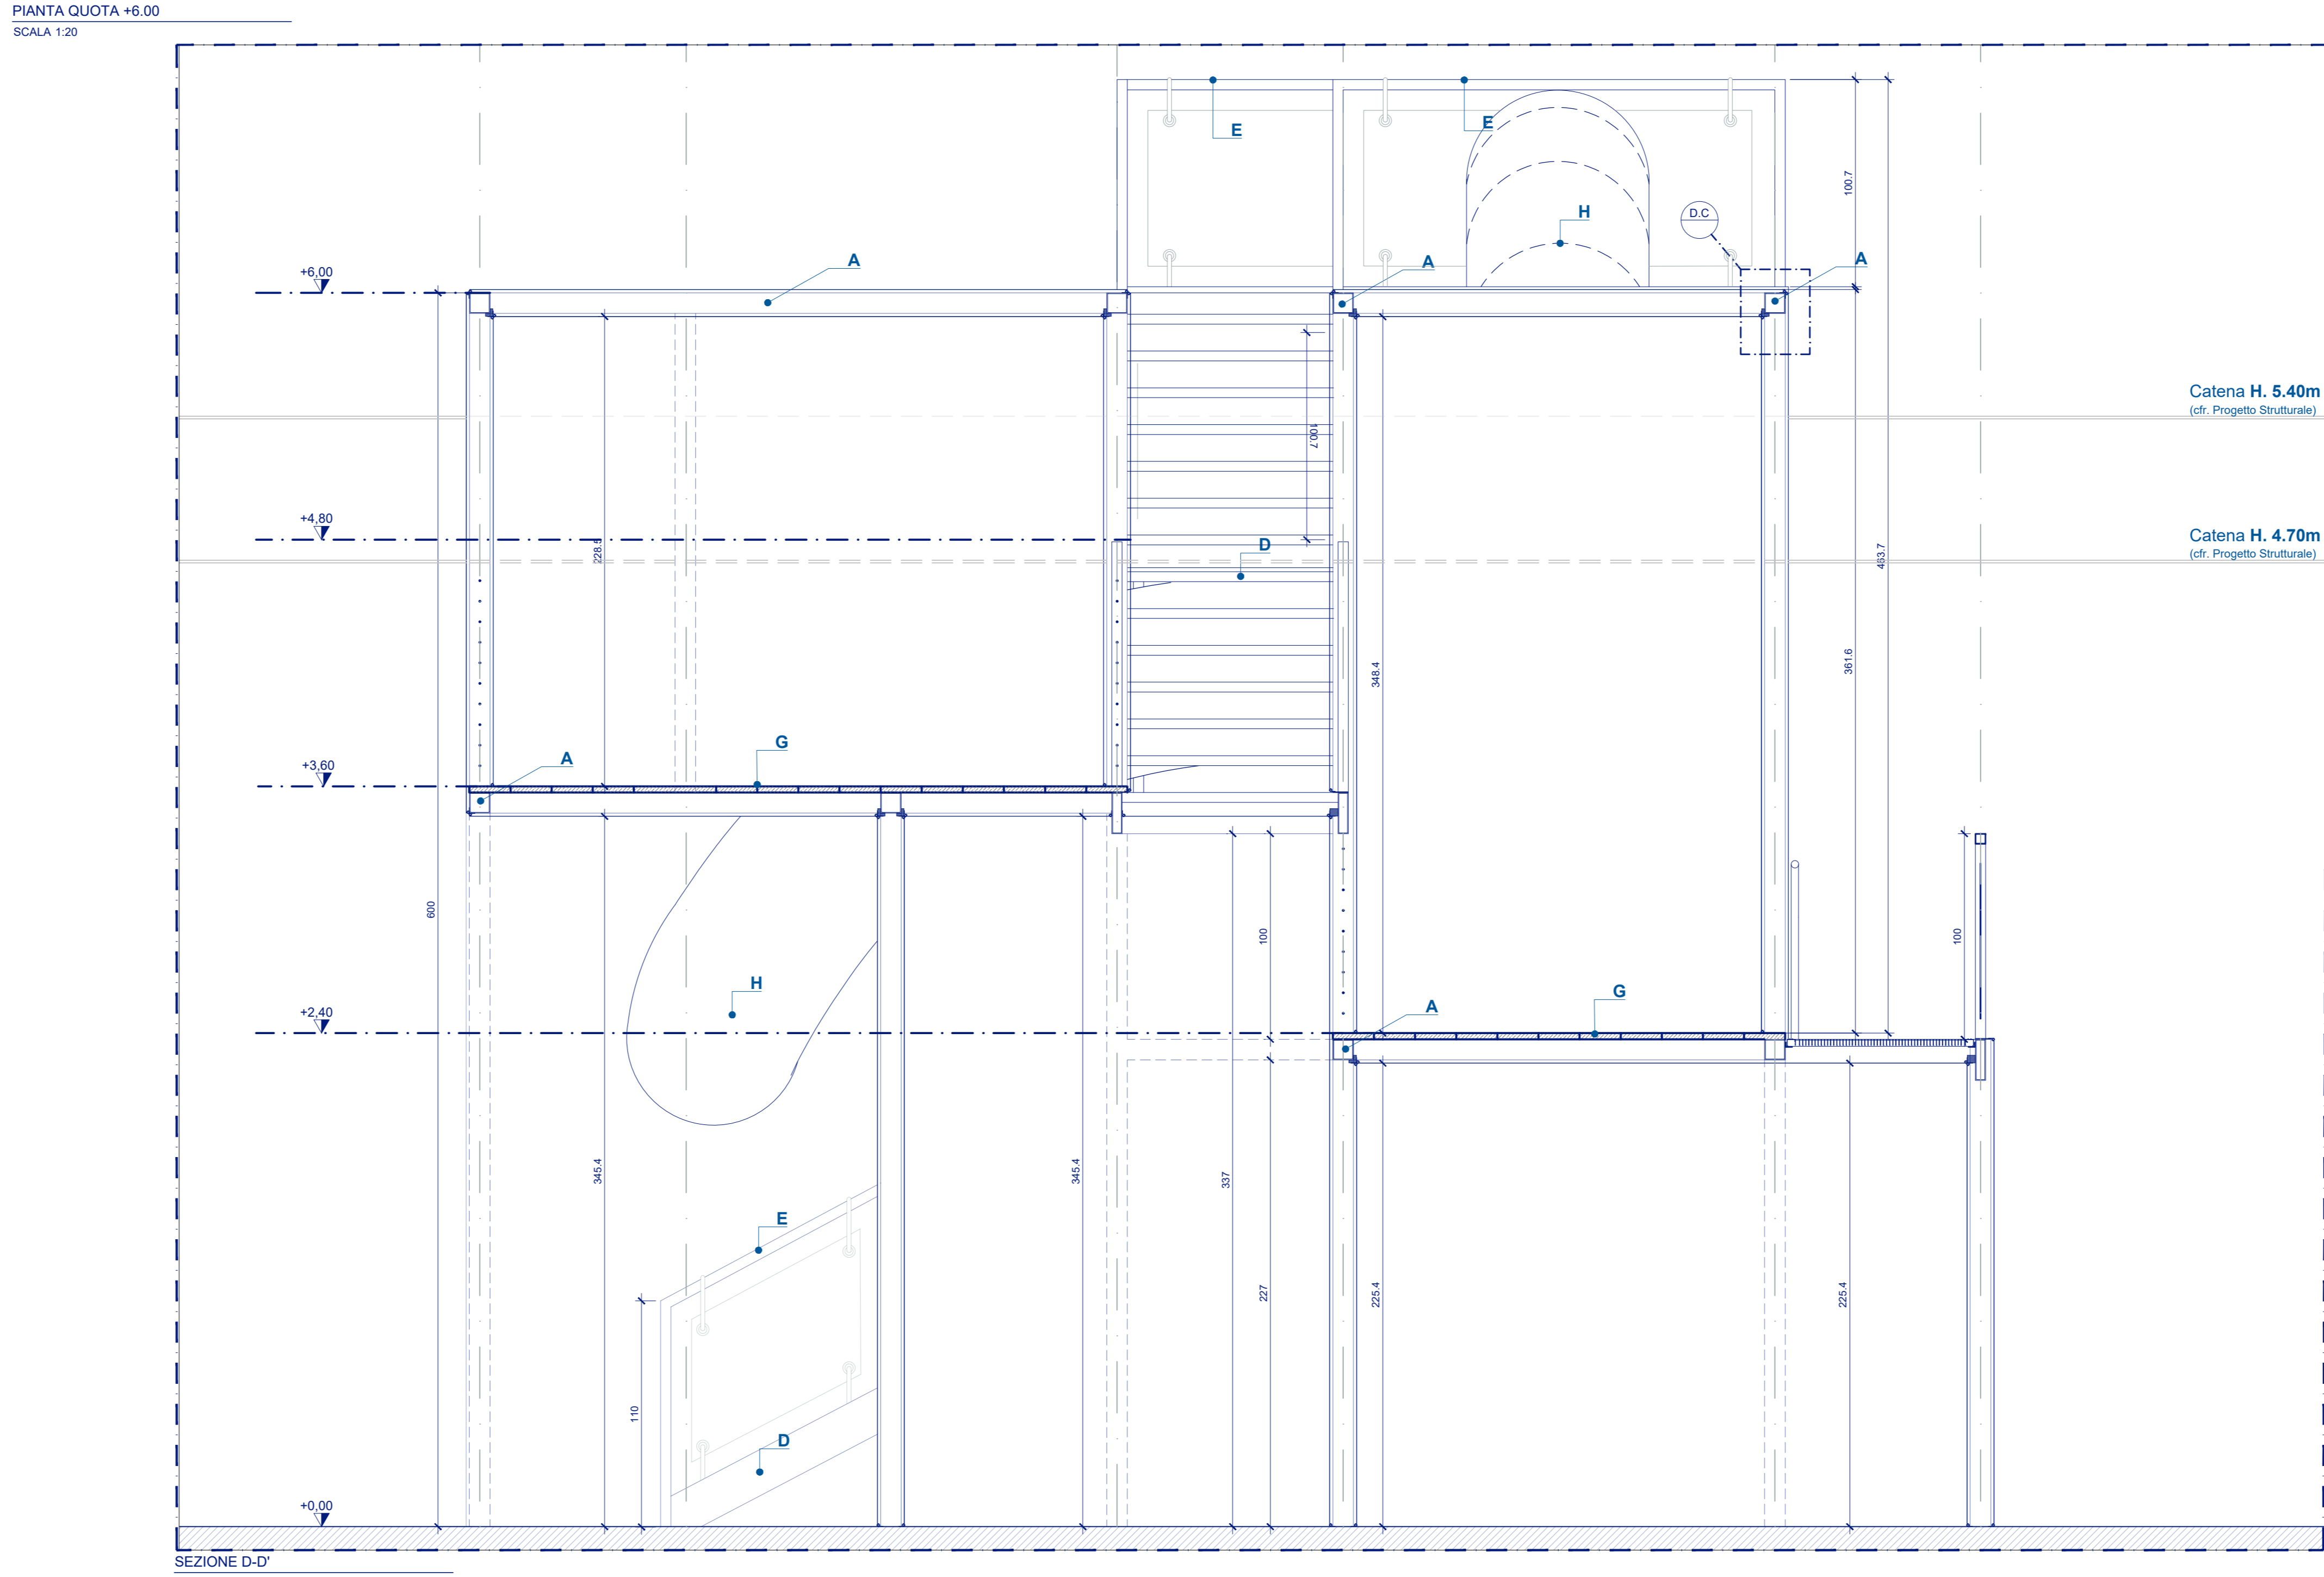 PIANTA QUOTA +6.00
SCALA 1:20
E
E
100.7
H
D.C
A
A
A
+6,00
Catena H. 5.40m
(cfr. Progetto Strutturale)
100.7
+4,80
Catena H. 4.70m
(cfr. Progetto Strutturale)
228.5
D
463.7
348.4
361.6
G
A
+3,60
600
100
100
H
G
A
+2,40
345.4
345.4
337
E
227
225.4
225.4
110
D
+0,00
SEZIONE D-D'